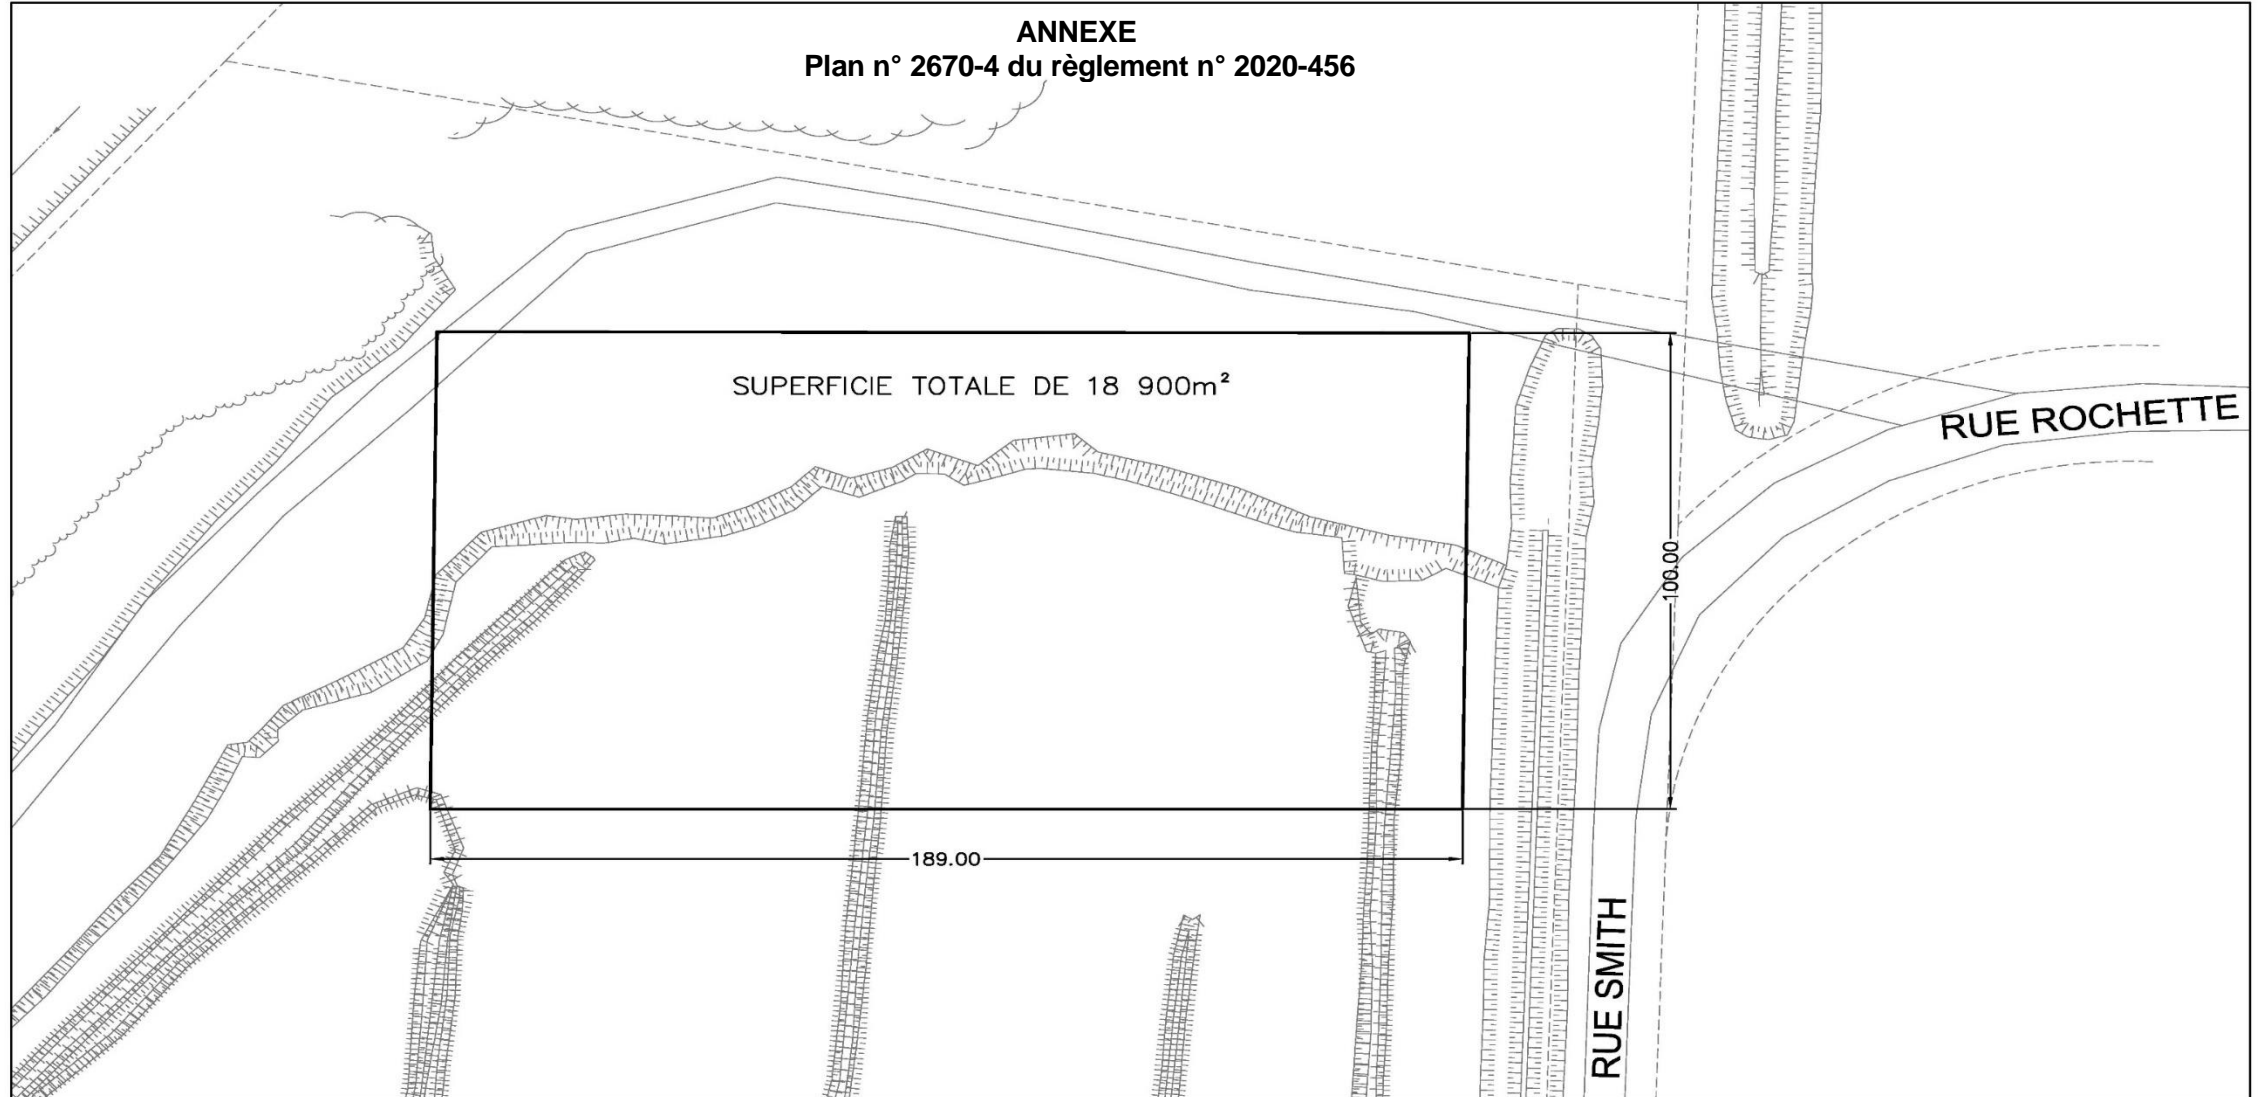 ANNEXE
Plan n° 2670-4 du règlement n° 2020-456
SUPERFICIE TOTALE DE 18 900m²
RUE ROCHETTE
100.00
189.00
RUE SMITH